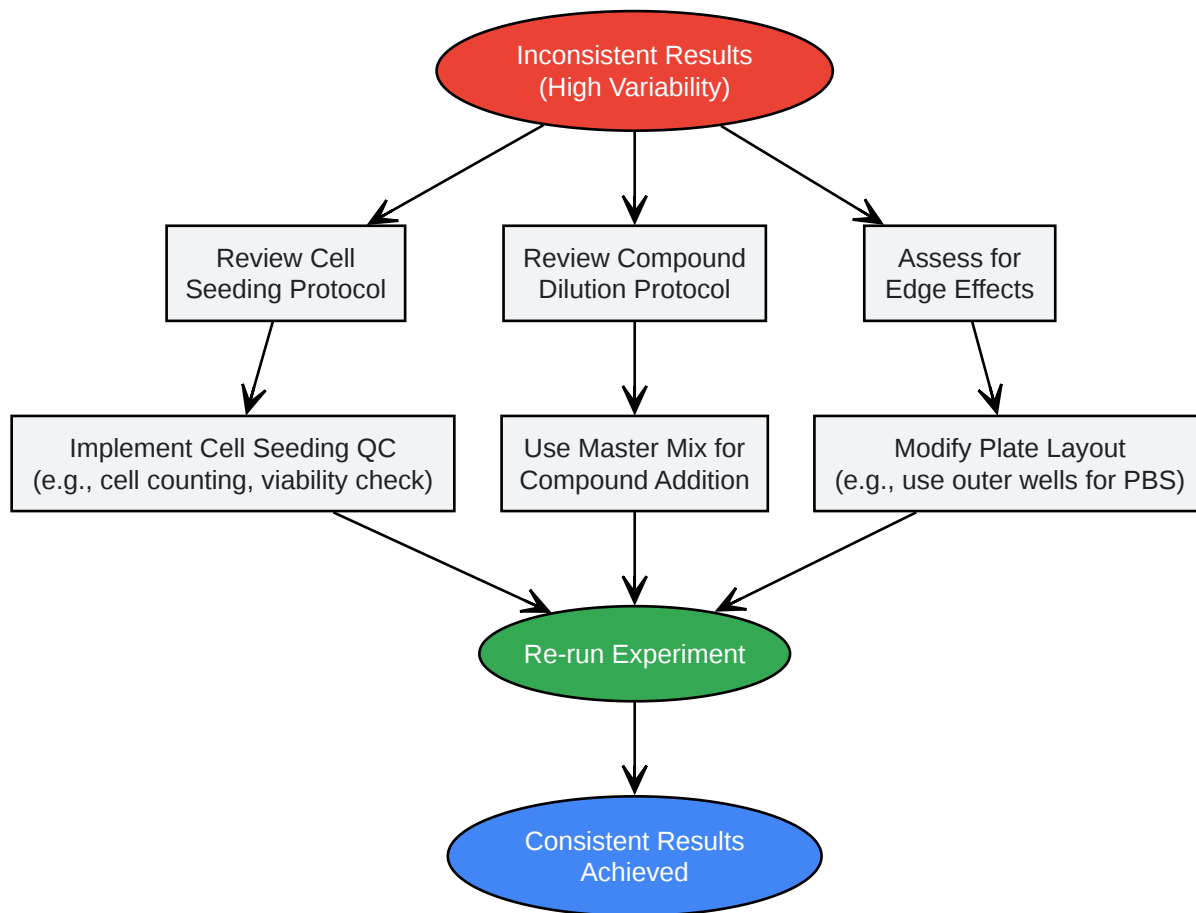 Inconsistent Results
(High Variability)
Review Cell
Seeding Protocol
Review Compound
Dilution Protocol
Assess for
Edge Effects
Implement Cell Seeding QC
(e.g., cell counting, viability check)
Use Master Mix for
Compound Addition
Modify Plate Layout
(e.g., use outer wells for PBS)
Re-run Experiment
Consistent Results
Achieved